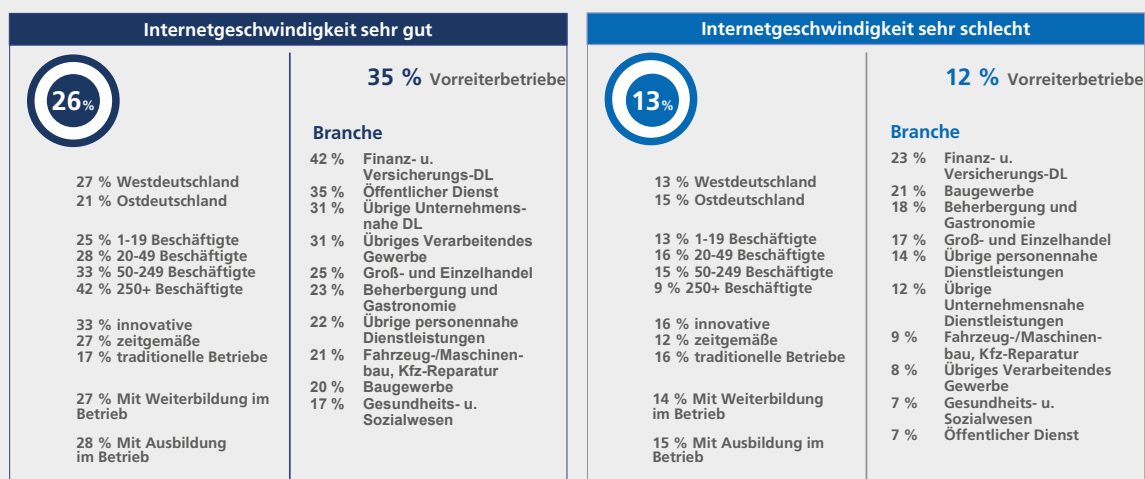 Internetgeschwindigkeit sehr gut
26%
27 % Westdeutschland
21 % Ostdeutschland
25 % 1-19 Beschäftigte
28 % 20-49 Beschäftigte
33 % 50-249 Beschäftigte
42 % 250+ Beschäftigte
33 % innovative
27 % zeitgemäße
17 % traditionelle Betriebe
27 % Mit Weiterbildung im
Betrieb
28 % Mit Ausbildung
im Betrieb
35 % Vorreiterbetriebe
Branche
42 % Finanz- u.
Versicherungs-DL
35 % Öffentlicher Dienst
31 % Übrige Unternehmens-
nahe DL
31 % Übriges Verarbeitendes
Gewerbe
25 % Groß- und Einzelhandel
23 % Beherbergung und
Gastronomie
22 % Übrige personennahe
Dienstleistungen
21 % Fahrzeug-/Maschinen-
bau, Kfz-Reparatur
20 % Baugewerbe
17 % Gesundheits- u.
Sozialwesen
Internetgeschwindigkeit sehr schlecht
13%
13 % Westdeutschland
15 % Ostdeutschland
13 % 1-19 Beschäftigte
16 % 20-49 Beschäftigte
15 % 50-249 Beschäftigte
9 % 250+ Beschäftigte
16 % innovative
12 % zeitgemäße
16 % traditionelle Betriebe
14 % Mit Weiterbildung
im Betrieb
15 % Mit Ausbildung im
Betrieb
12 % Vorreiterbetriebe
Branche
23 % Finanz- u.
Versicherungs-DL
21 % Baugewerbe
18 % Beherbergung und
Gastronomie
17 % Groß- und Einzelhandel
14 % Übrige personennahe
Dienstleistungen
12 % Übrige
Unternehmensnahe
Dienstleistungen
9 % Fahrzeug-/Maschinen-
bau, Kfz-Reparatur
8 % Übriges Verarbeitendes
Gewerbe
7 % Gesundheits- u.
Sozialwesen
7 % Öffentlicher Dienst